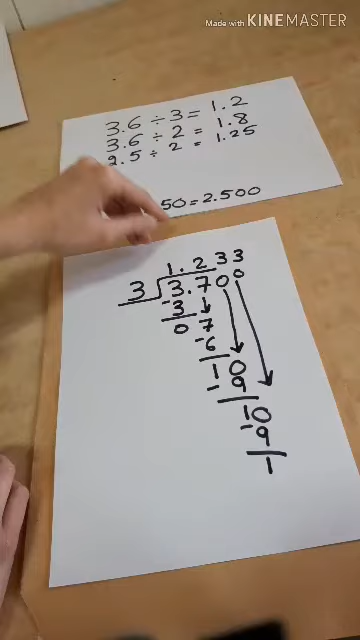 Made with KINEMASTER
3.6 ÷ 3 = 1.2
3.6 ÷ 2 = 1.8
2.5 ÷ 2 = 1.25
50 = 2.500
1.233
3 3.700
-3
07
-6
10
-9
10
-9
1